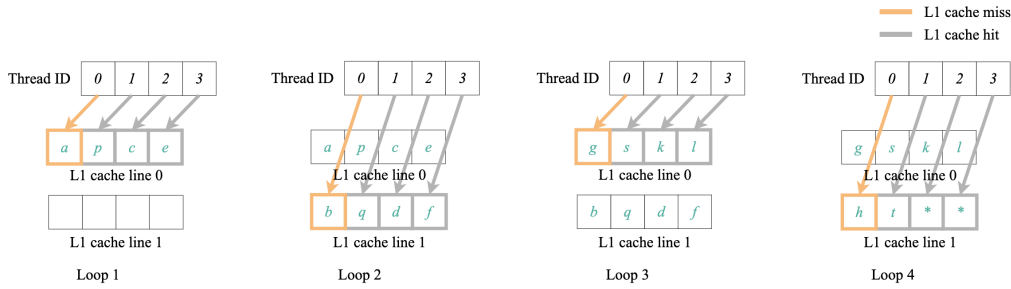 L1 cache miss
L1 cache hit
Thread ID 0 1 2 3
a p c e
L1 cache line 0
L1 cache line 1
Loop 1
Thread ID 0 1 2 3
a p c e
L1 cache line 0
b q d f
L1 cache line 1
Loop 2
Thread ID 0 1 2 3
g s k l
L1 cache line 0
b q d f
L1 cache line 1
Loop 3
Thread ID 0 1 2 3
g s k l
L1 cache line 0
h t * *
L1 cache line 1
Loop 4